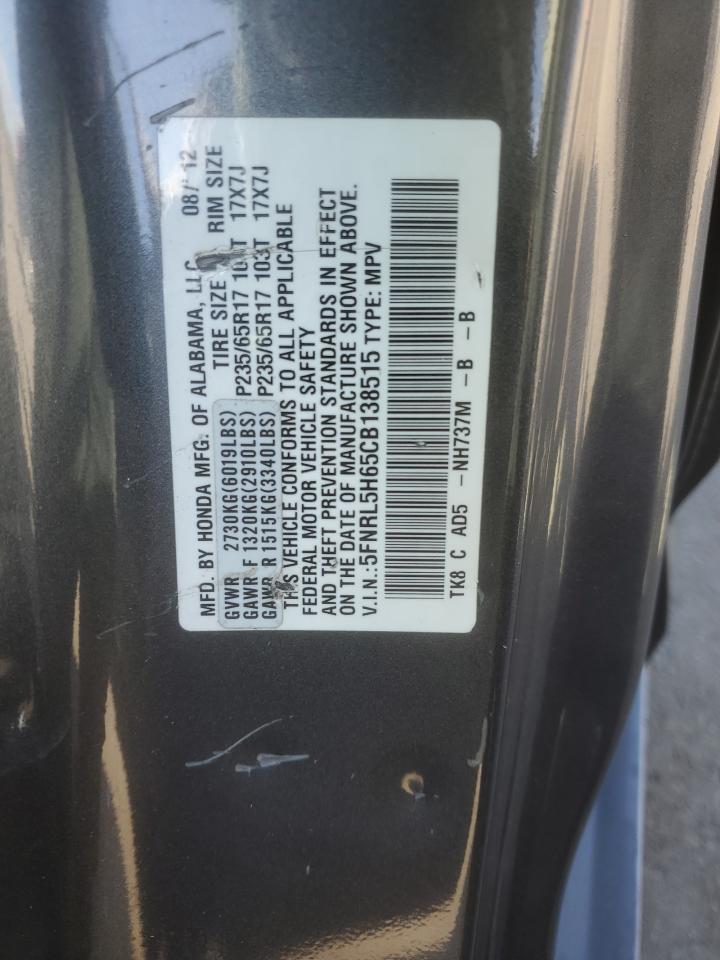 MFD. BY HONDA MFG. OF ALABAMA, LLC 08/12
TIRE SIZE RIM SIZE
GVWR 2730KG(6019LBS)
GAWR F 1320KG(2910LBS) P235/65R17 103T 17X7J
GAWR R 1515KG(3340LBS) P235/65R17 103T 17X7J
THIS VEHICLE CONFORMS TO ALL APPLICABLE
FEDERAL MOTOR VEHICLE SAFETY
AND THEFT PREVENTION STANDARDS IN EFFECT
ON THE DATE OF MANUFACTURE SHOWN ABOVE.
V.I.N.:5FNRL5H65CB138515 TYPE: MPV
TK8 C AD5 -NH737M -B -B